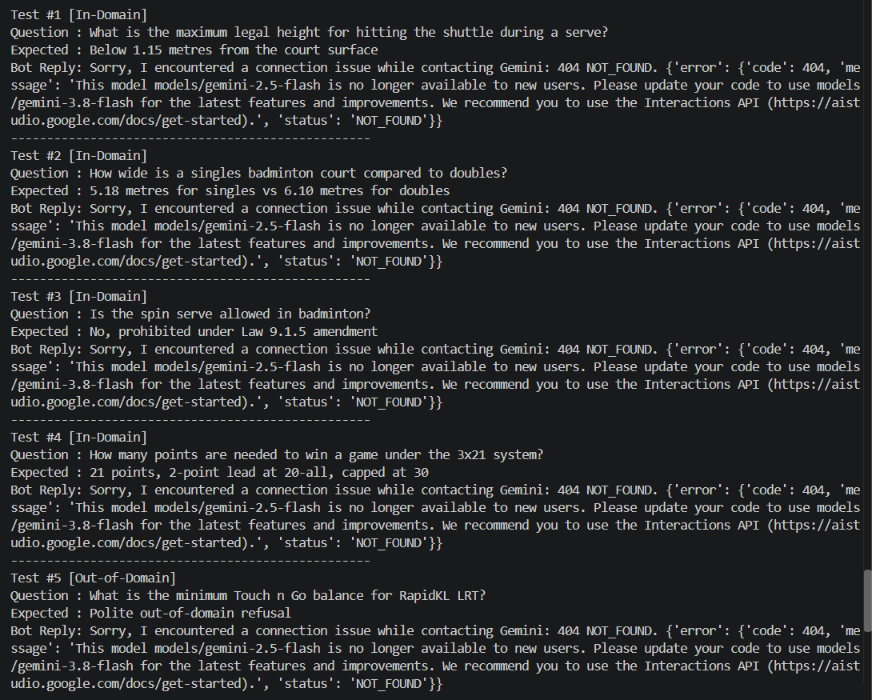 Test #1 [In-Domain]
Question : What is the maximum legal height for hitting the shuttle during a serve?
Expected : Below 1.15 metres from the court surface
Bot Reply: Sorry, I encountered a connection issue while contacting Gemini: 404 NOT_FOUND. {'error': {'code': 404, 'me
ssage': 'This model models/gemini-2.5-flash is no longer available to new users. Please update your code to use models
/gemini-3.8-flash for the latest features and improvements. We recommend you to use the Interactions API (https://aist
udio.google.com/docs/get-started).', 'status': 'NOT_FOUND'}}
--------------------------------------------------
Test #2 [In-Domain]
Question : How wide is a singles badminton court compared to doubles?
Expected : 5.18 metres for singles vs 6.10 metres for doubles
Bot Reply: Sorry, I encountered a connection issue while contacting Gemini: 404 NOT_FOUND. {'error': {'code': 404, 'me
ssage': 'This model models/gemini-2.5-flash is no longer available to new users. Please update your code to use models
/gemini-3.8-flash for the latest features and improvements. We recommend you to use the Interactions API (https://aist
udio.google.com/docs/get-started).', 'status': 'NOT_FOUND'}}
--------------------------------------------------
Test #3 [In-Domain]
Question : Is the spin serve allowed in badminton?
Expected : No, prohibited under Law 9.1.5 amendment
Bot Reply: Sorry, I encountered a connection issue while contacting Gemini: 404 NOT_FOUND. {'error': {'code': 404, 'me
ssage': 'This model models/gemini-2.5-flash is no longer available to new users. Please update your code to use models
/gemini-3.8-flash for the latest features and improvements. We recommend you to use the Interactions API (https://aist
udio.google.com/docs/get-started).', 'status': 'NOT_FOUND'}}
--------------------------------------------------
Test #4 [In-Domain]
Question : How many points are needed to win a game under the 3x21 system?
Expected : 21 points, 2-point lead at 20-all, capped at 30
Bot Reply: Sorry, I encountered a connection issue while contacting Gemini: 404 NOT_FOUND. {'error': {'code': 404, 'me
ssage': 'This model models/gemini-2.5-flash is no longer available to new users. Please update your code to use models
/gemini-3.8-flash for the latest features and improvements. We recommend you to use the Interactions API (https://aist
udio.google.com/docs/get-started).', 'status': 'NOT_FOUND'}}
--------------------------------------------------
Test #5 [Out-of-Domain]
Question : What is the minimum Touch n Go balance for RapidKL LRT?
Expected : Polite out-of-domain refusal
Bot Reply: Sorry, I encountered a connection issue while contacting Gemini: 404 NOT_FOUND. {'error': {'code': 404, 'me
ssage': 'This model models/gemini-2.5-flash is no longer available to new users. Please update your code to use models
/gemini-3.8-flash for the latest features and improvements. We recommend you to use the Interactions API (https://aist
udio.google.com/docs/get-started).', 'status': 'NOT_FOUND'}}